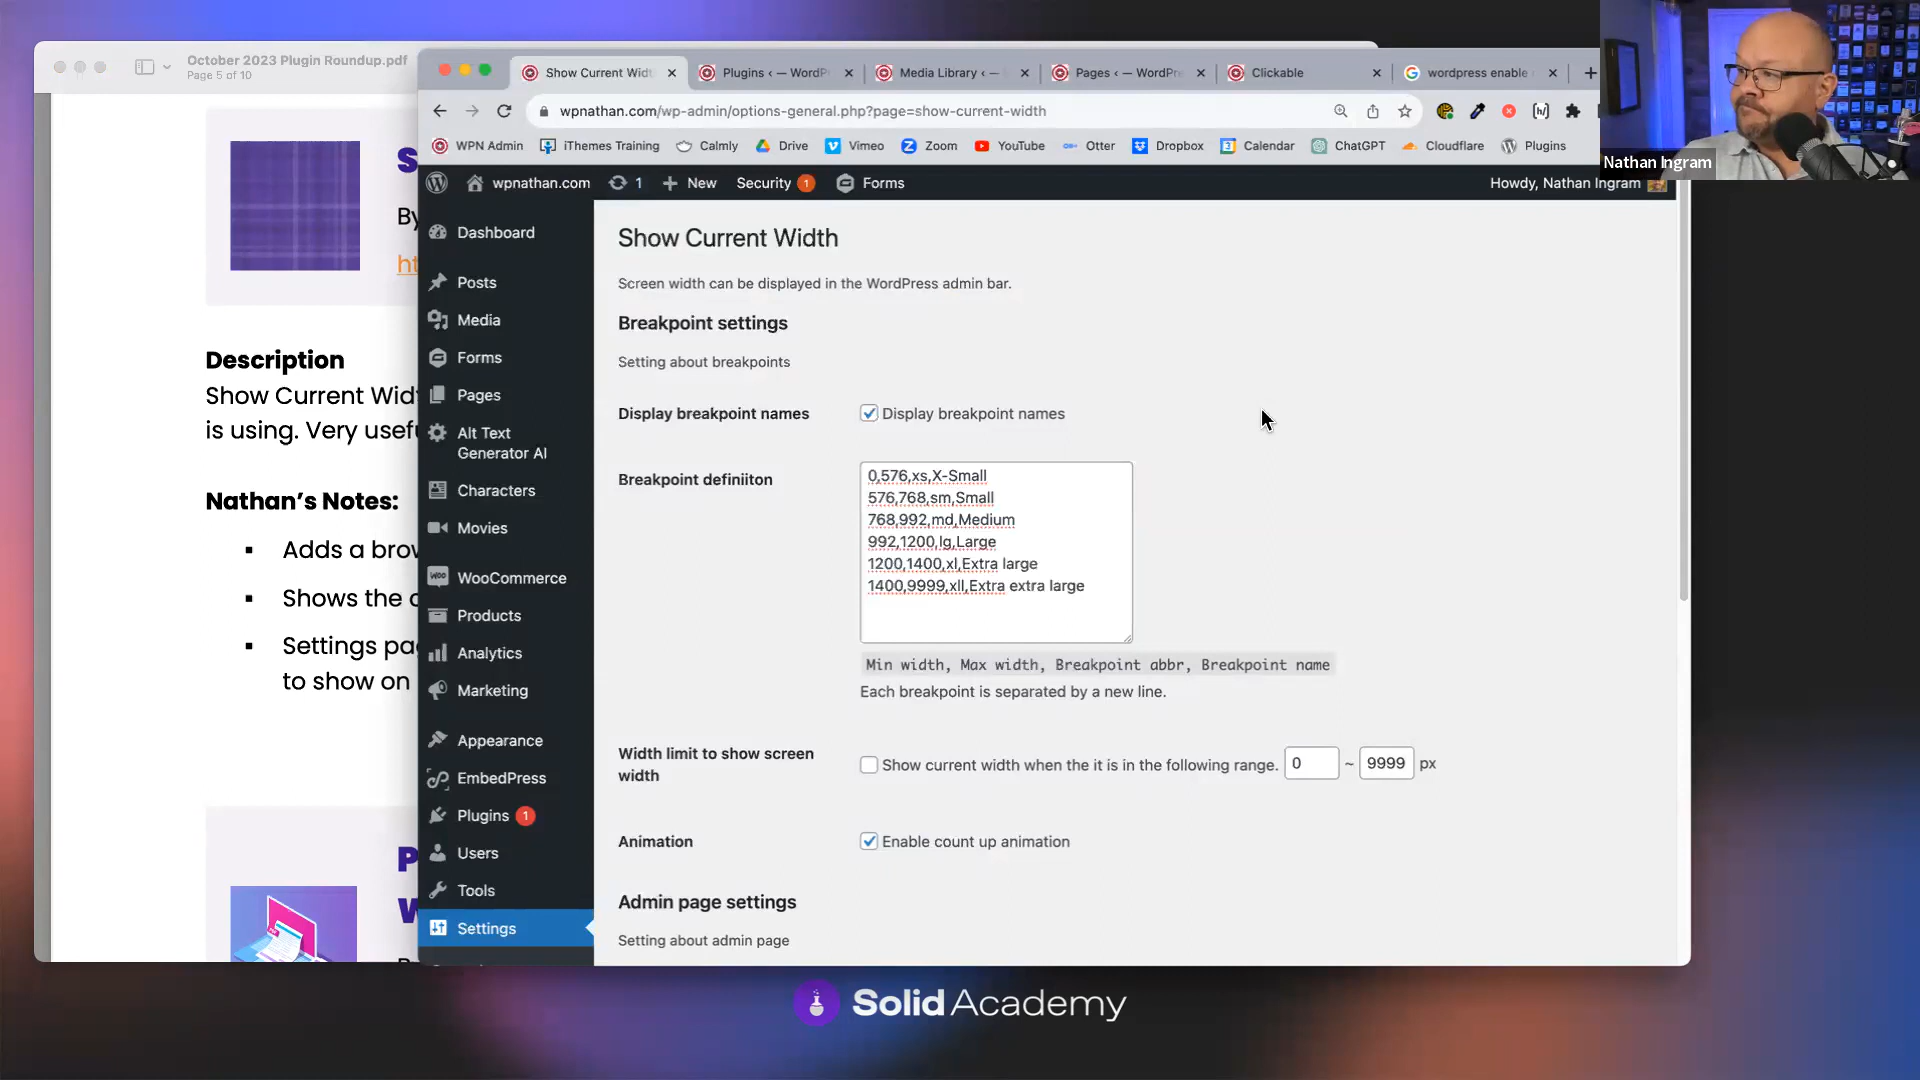 October 2023 Plugin Roundup.pdf
Page 5 of 10
S
By
ht
Description
Show Current Widt
is using. Very usefu
Nathan’s Notes:
Adds a brow
Shows the c
Settings pa
to show on
P
W
Show Current Widt
Plugins ‹ — WordP
Media Library ‹ —
Pages ‹ — WordPre
Clickable
wordpress enable
wpnathan.com/wp-admin/options-general.php?page=show-current-width
WPN Admin
iThemes Training
Calmly
Drive
Vimeo
Zoom
YouTube
Otter
Dropbox
Calendar
ChatGPT
Cloudflare
Plugins
wpnathan.com
1
New
Security 1
Forms
Howdy, Nathan Ingram
Dashboard
Posts
Media
Forms
Pages
Alt Text
Generator AI
Characters
Movies
WooCommerce
Products
Analytics
Marketing
Appearance
EmbedPress
Plugins 1
Users
Tools
Settings
Show Current Width
Screen width can be displayed in the WordPress admin bar.
Breakpoint settings
Setting about breakpoints
Display breakpoint names
Display breakpoint names
Breakpoint definiiton
0,576,xs,X-Small
576,768,sm,Small
768,992,md,Medium
992,1200,lg,Large
1200,1400,xl,Extra large
1400,9999,xll,Extra extra large
Min width, Max width, Breakpoint abbr, Breakpoint name
Each breakpoint is separated by a new line.
Width limit to show screen
width
Show current width when the it is in the following range. 0 ~ 9999 px
Animation
Enable count up animation
Admin page settings
Setting about admin page
Nathan Ingram
Solid Academy